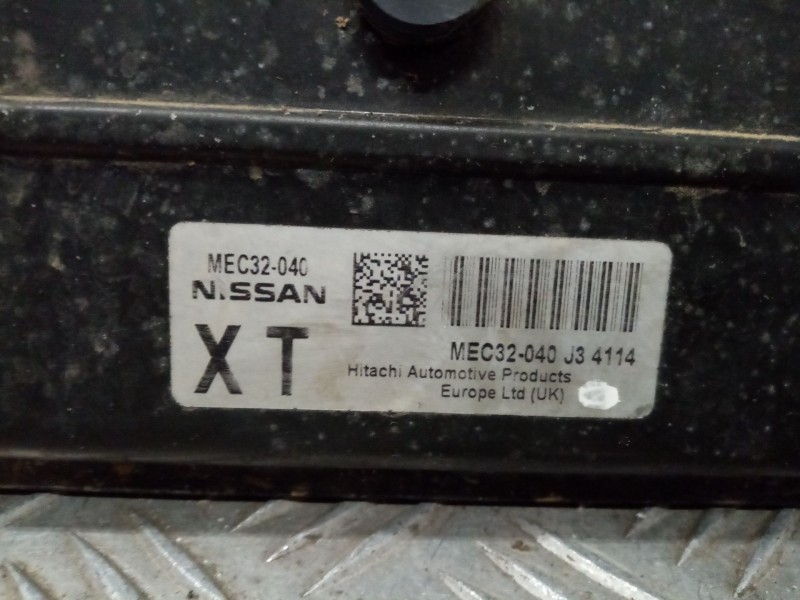 MEC32-040
NISSAN
XT
MEC32-040 J3 4114
Hitachi Automotive Products
Europe Ltd (UK)